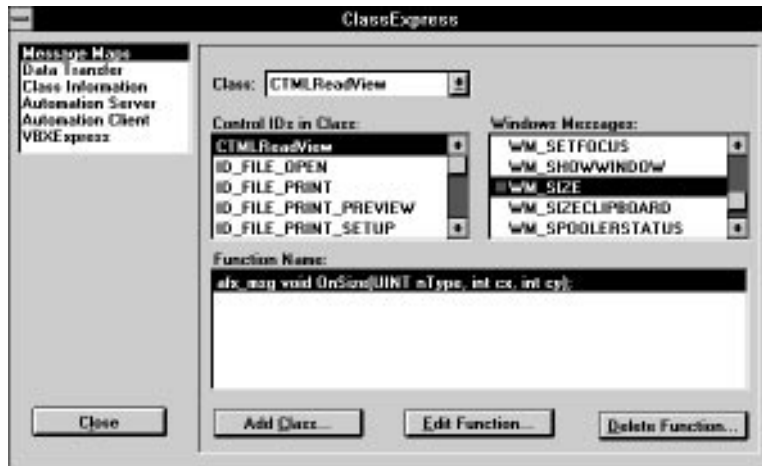 ClassExpress
Message Maps
Data Transfer
Class Information
Automation Server
Automation Client
VBXExpress
Class: CTMLReadView
Control IDs in Class:
CTMLReadView
ID_FILE_OPEN
ID_FILE_PRINT
ID_FILE_PRINT_PREVIEW
ID_FILE_PRINT_SETUP
Windows Messages:
WM_SETFOCUS
WM_SHOWWINDOW
WM_SIZE
WM_SIZECLIPBOARD
WM_SPOOLERSTATUS
Function Name:
afx_msg void OnSize(UINT nType, int cx, int cy);
Close
Add Class...
Edit Function...
Delete Function...